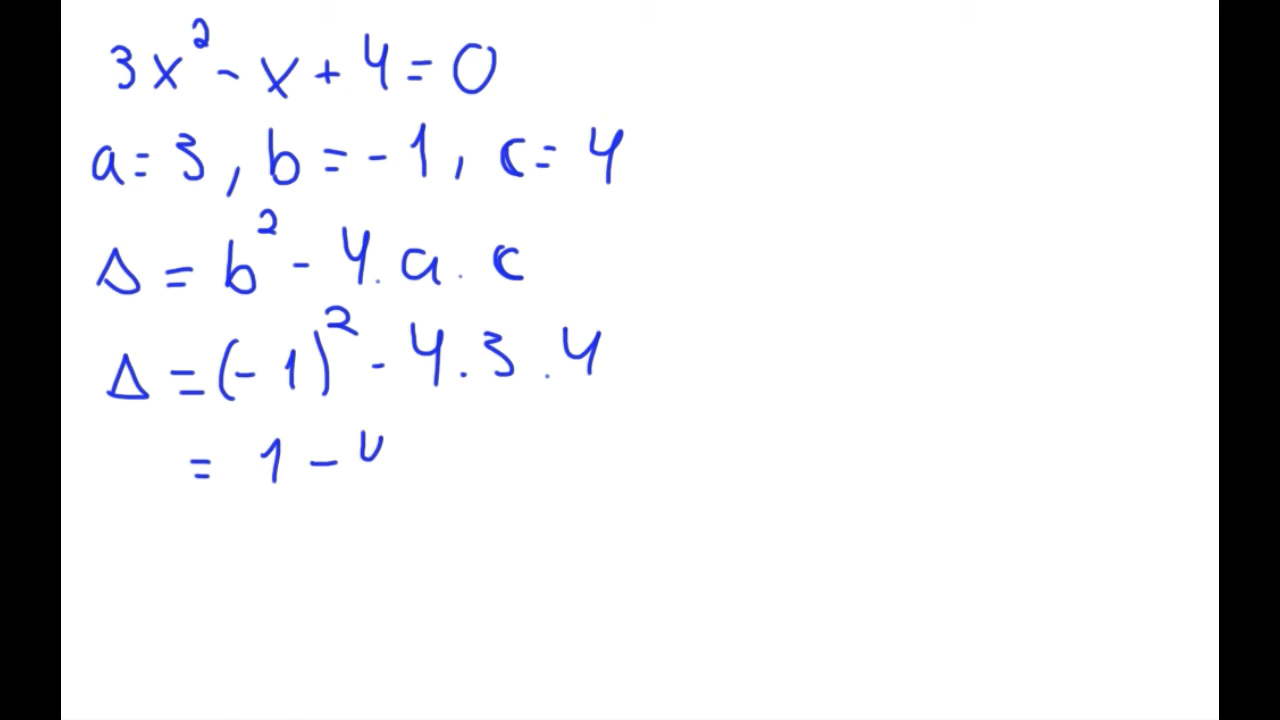 3x² - x + 4 = 0
a = 3, b = -1, c = 4
Δ = b² - 4 . a . c
Δ = (-1)² - 4 . 3 . 4
= 1 -